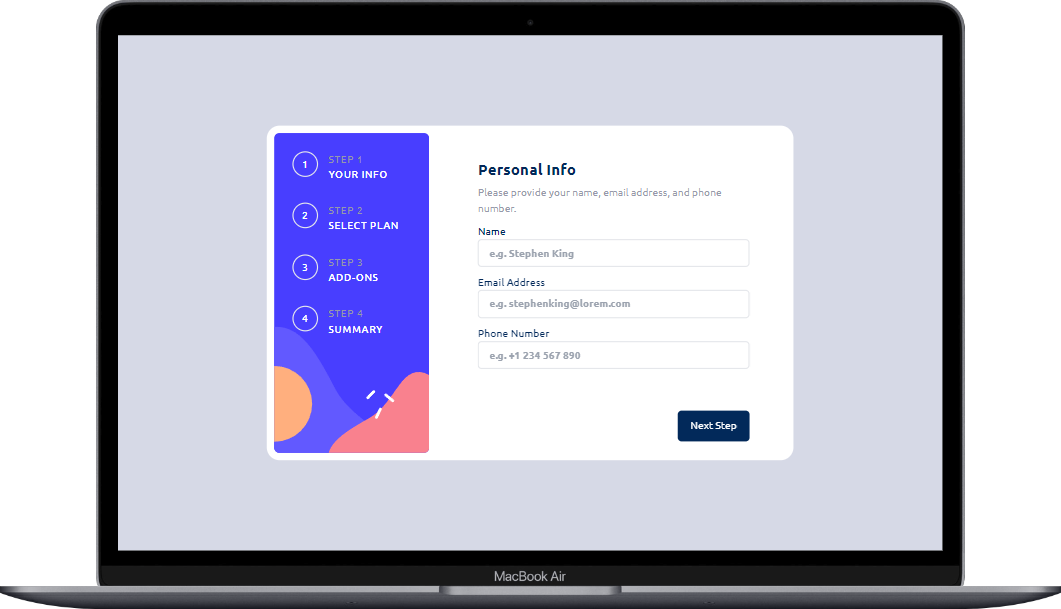 1
STEP 1
YOUR INFO
2
STEP 2
SELECT PLAN
3
STEP 3
ADD-ONS
4
STEP 4
SUMMARY
Personal Info
Please provide your name, email address, and phone
number.
Name
e.g. Stephen King
Email Address
e.g. stephenking@lorem.com
Phone Number
e.g. +1 234 567 890
Next Step
MacBook Air